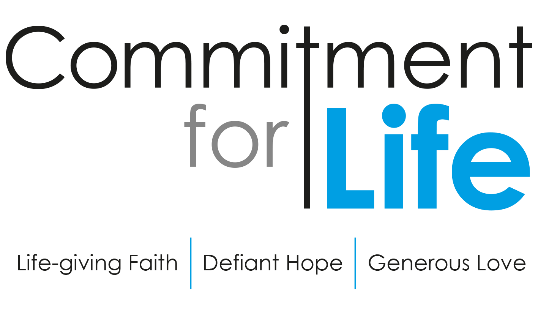 Commitment
for Life
Life-giving Faith | Defiant Hope | Generous Love